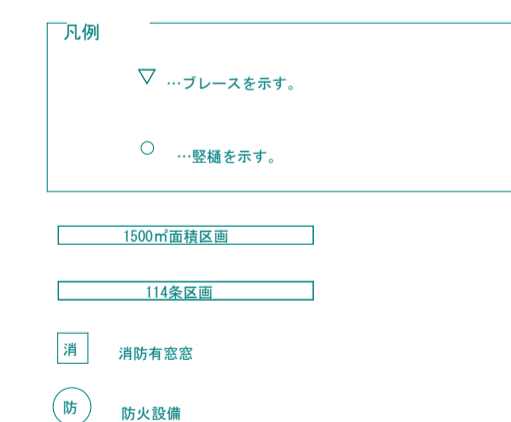 凡例
▽ …ブレースを示す。
○ …竪樋を示す。
1500㎡面積区画
114条区画
消 消防有窓窓
防 防火設備